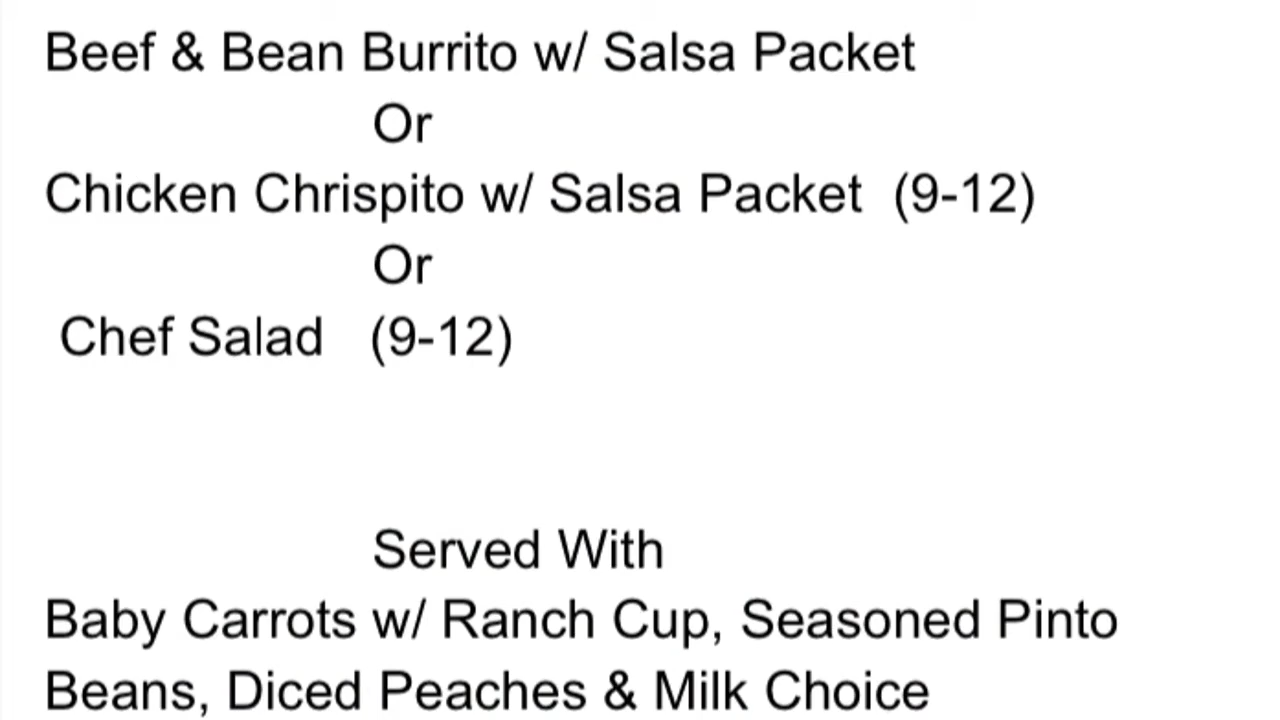 Beef & Bean Burrito w/ Salsa Packet
Or
Chicken Chrispito w/ Salsa Packet (9-12)
Or
Chef Salad (9-12)
Served With
Baby Carrots w/ Ranch Cup, Seasoned Pinto
Beans, Diced Peaches & Milk Choice